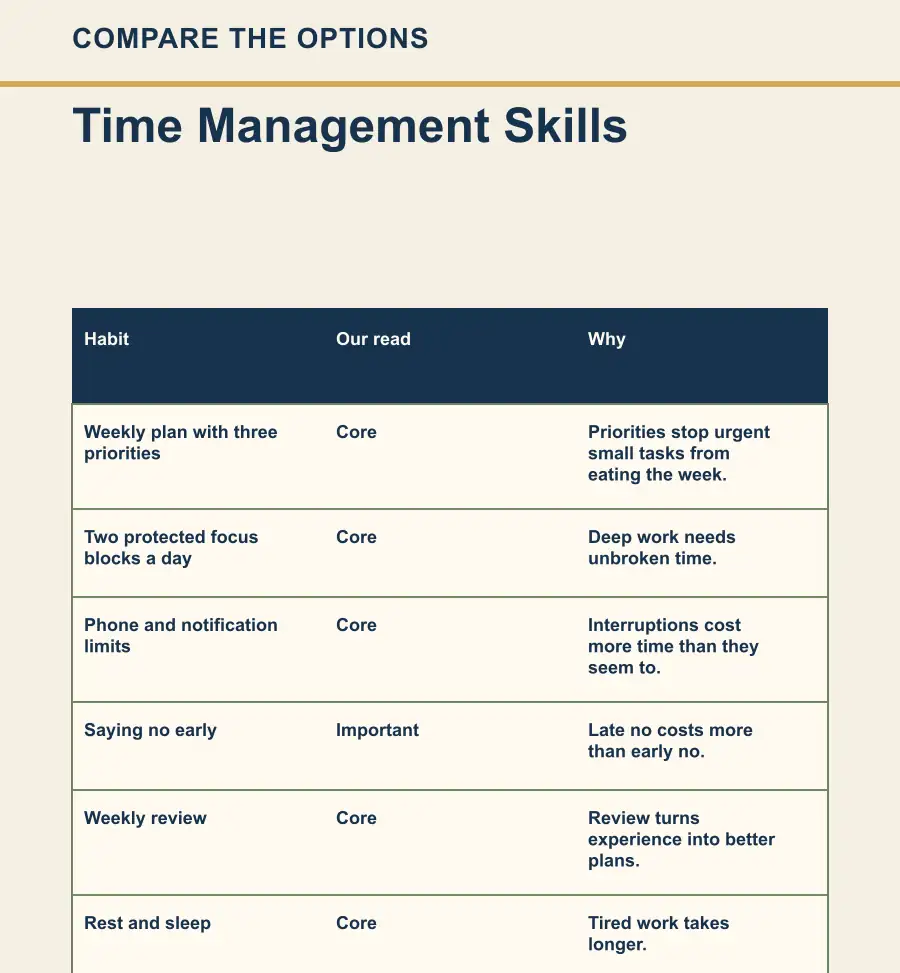 COMPARE THE OPTIONS
Time Management Skills
Habit
Our read
Why
Weekly plan with three
priorities
Core
Priorities stop urgent
small tasks from
eating the week.
Two protected focus
blocks a day
Core
Deep work needs
unbroken time.
Phone and notification
limits
Core
Interruptions cost
more time than they
seem to.
Saying no early
Important
Late no costs more
than early no.
Weekly review
Core
Review turns
experience into better
plans.
Rest and sleep
Core
Tired work takes
longer.